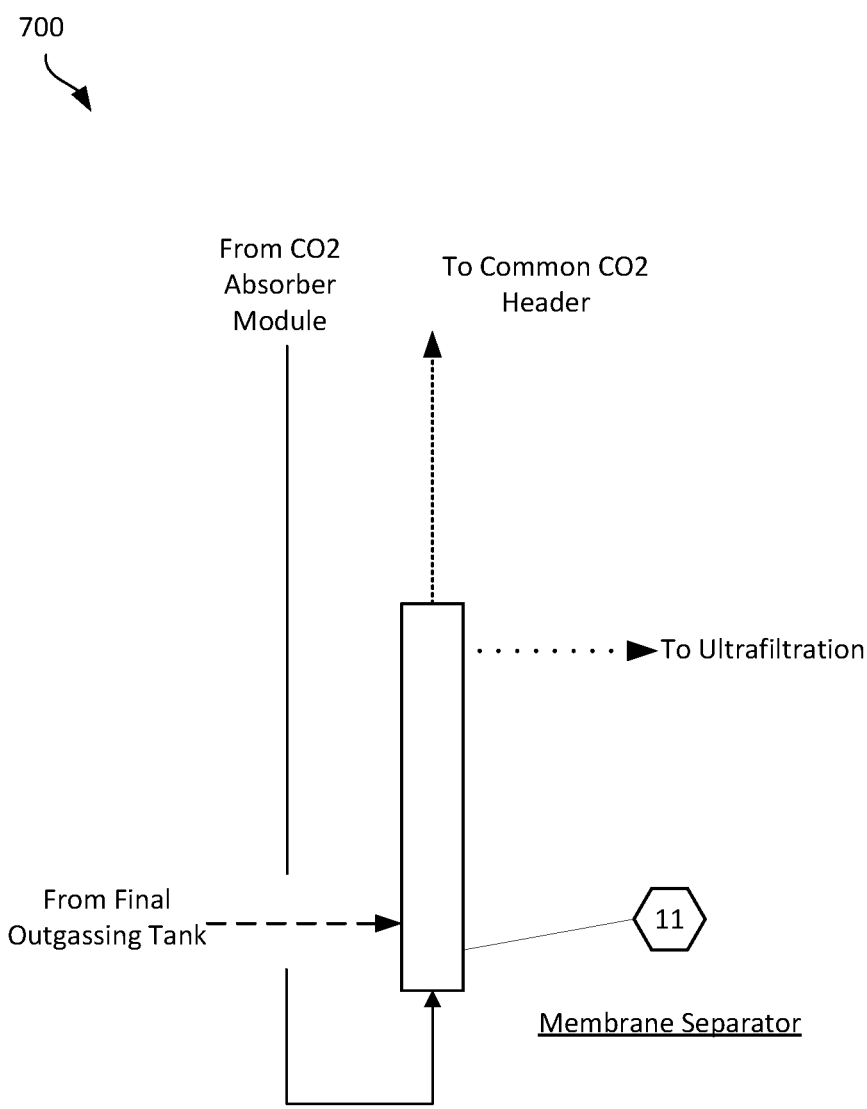 700
From CO2
Absorber
Module
To Common CO2
Header
To Ultrafiltration
From Final
Outgassing Tank
11
Membrane Separator